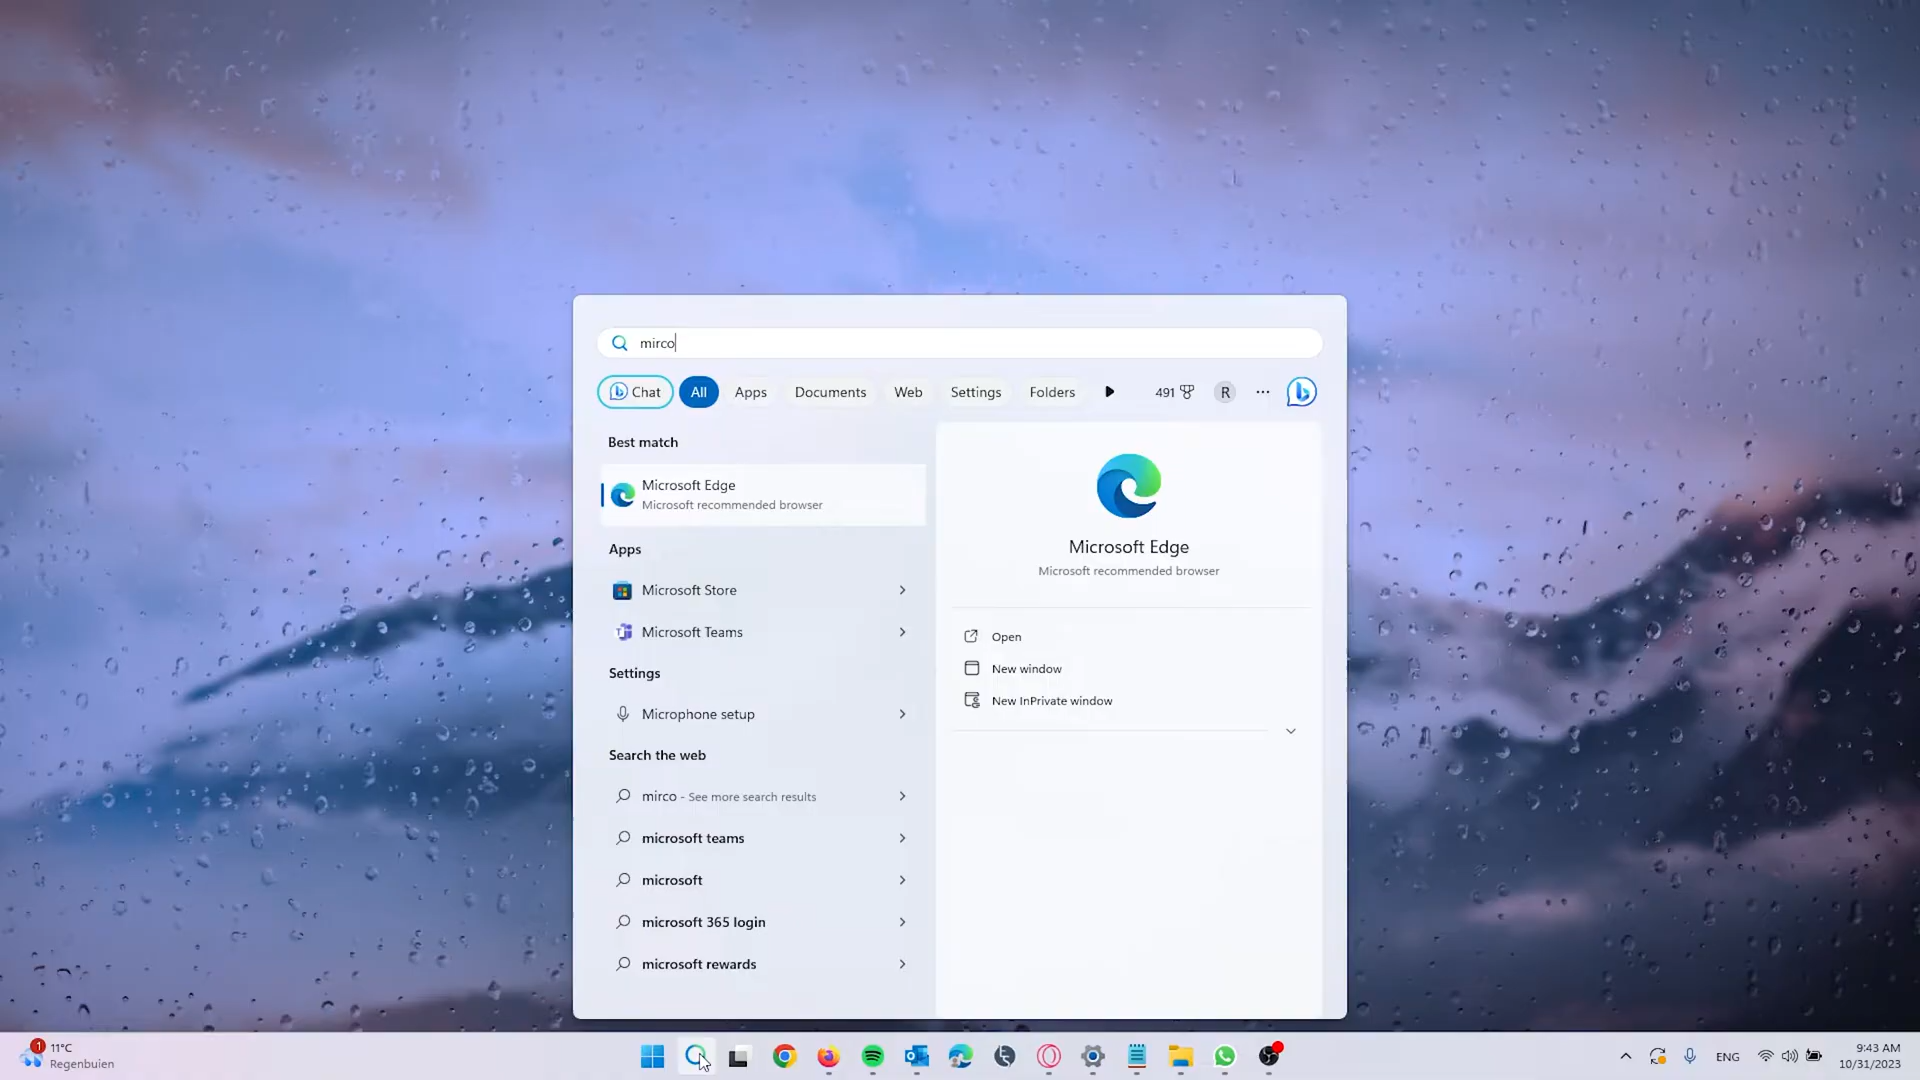 mirco
Chat All Apps Documents Web Settings Folders 491 R ...
Best match
Microsoft Edge
Microsoft recommended browser
Apps
Microsoft Store
Microsoft Teams
Settings
Microphone setup
Search the web
mirco - See more search results
microsoft teams
microsoft
microsoft 365 login
microsoft rewards
Microsoft Edge
Microsoft recommended browser
Open
New window
New InPrivate window
1
11°C
Regenbuien
ENG
9:43 AM
10/31/2023